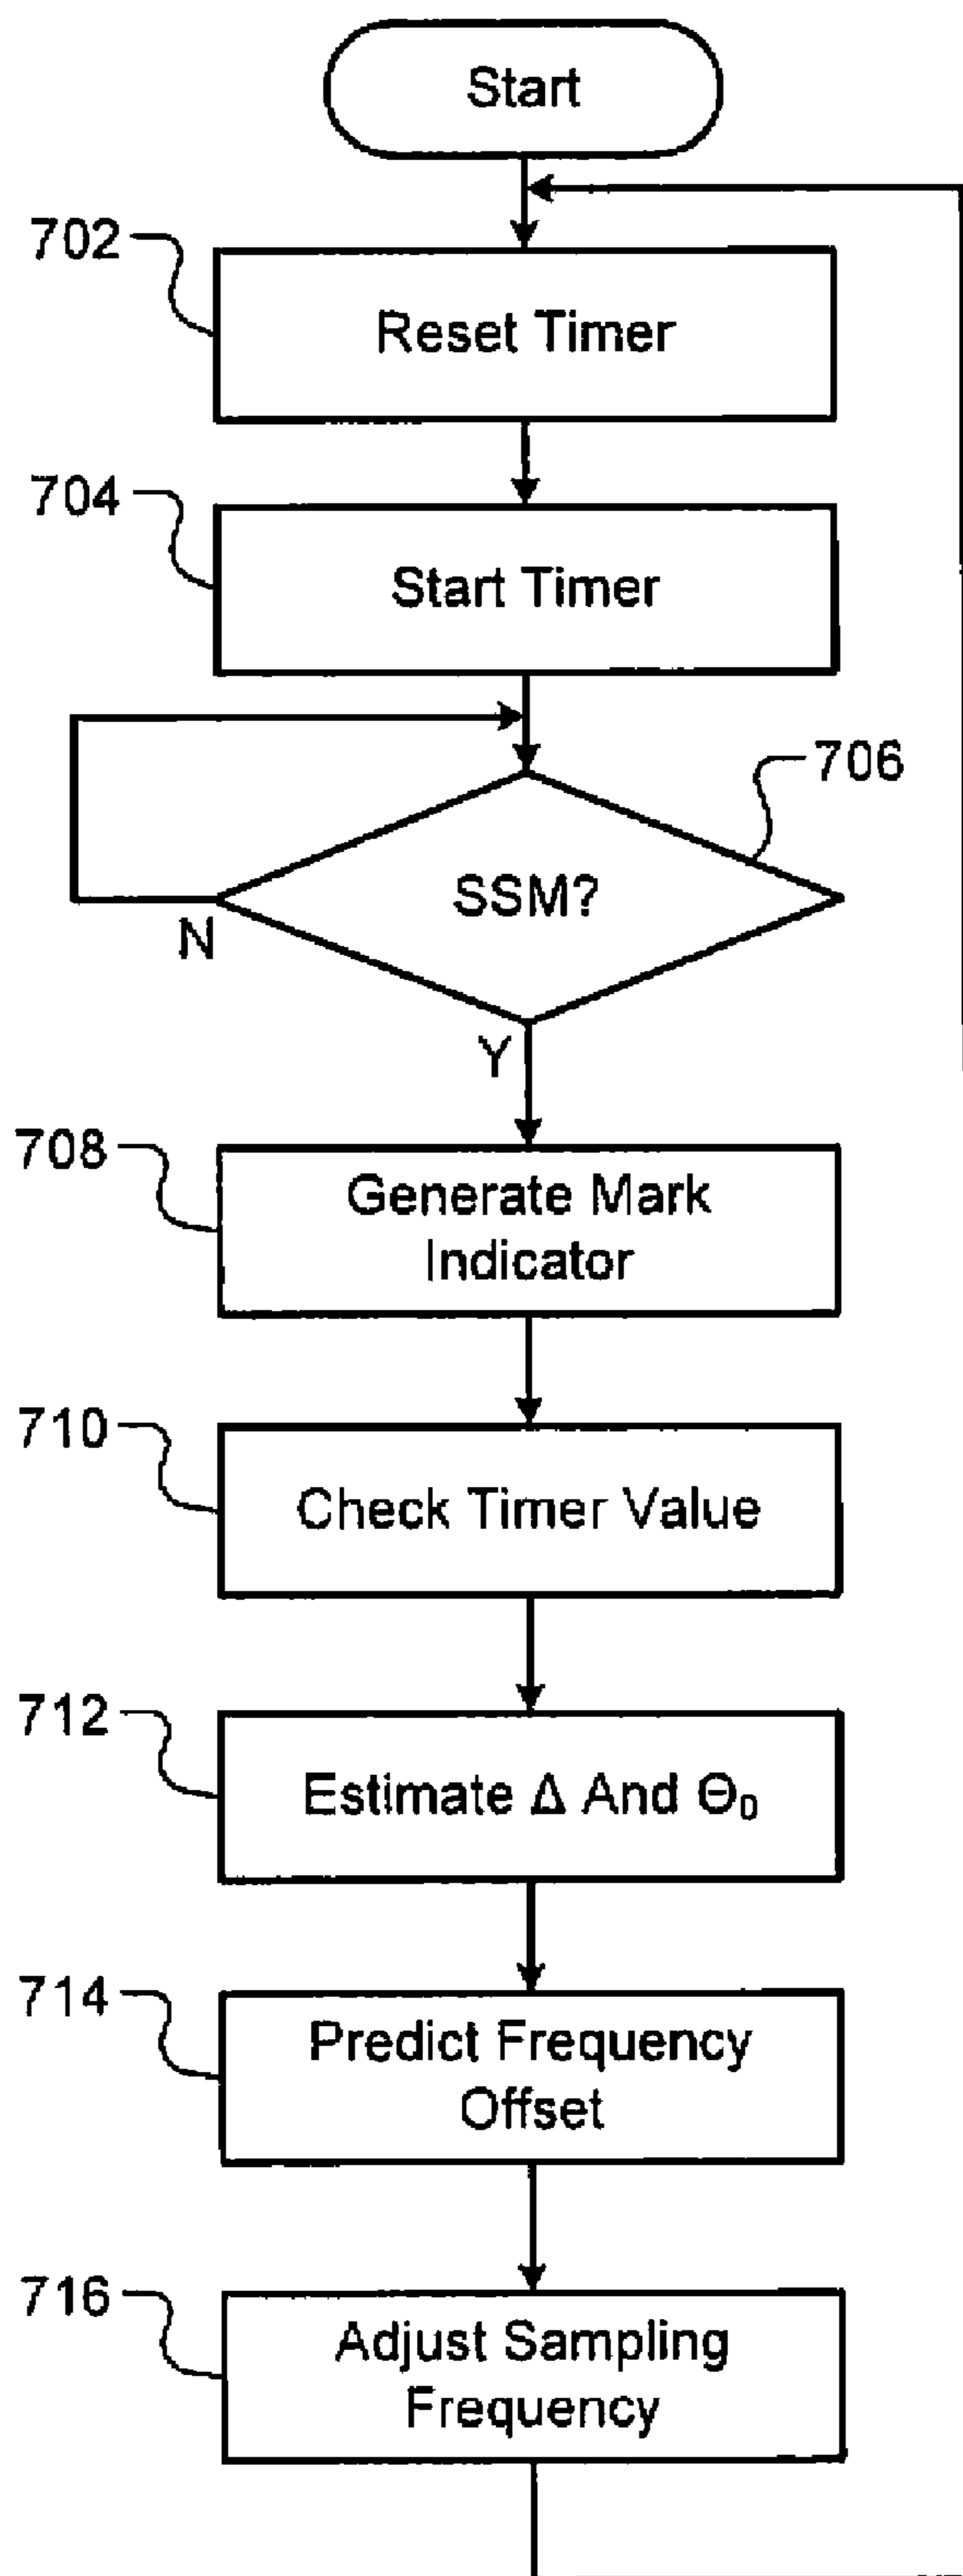 Start
702
Reset Timer
704
Start Timer
706
SSM?
N
Y
708
Generate Mark
Indicator
710
Check Timer Value
712
Estimate Δ And Θ₀
714
Predict Frequency
Offset
716
Adjust Sampling
Frequency